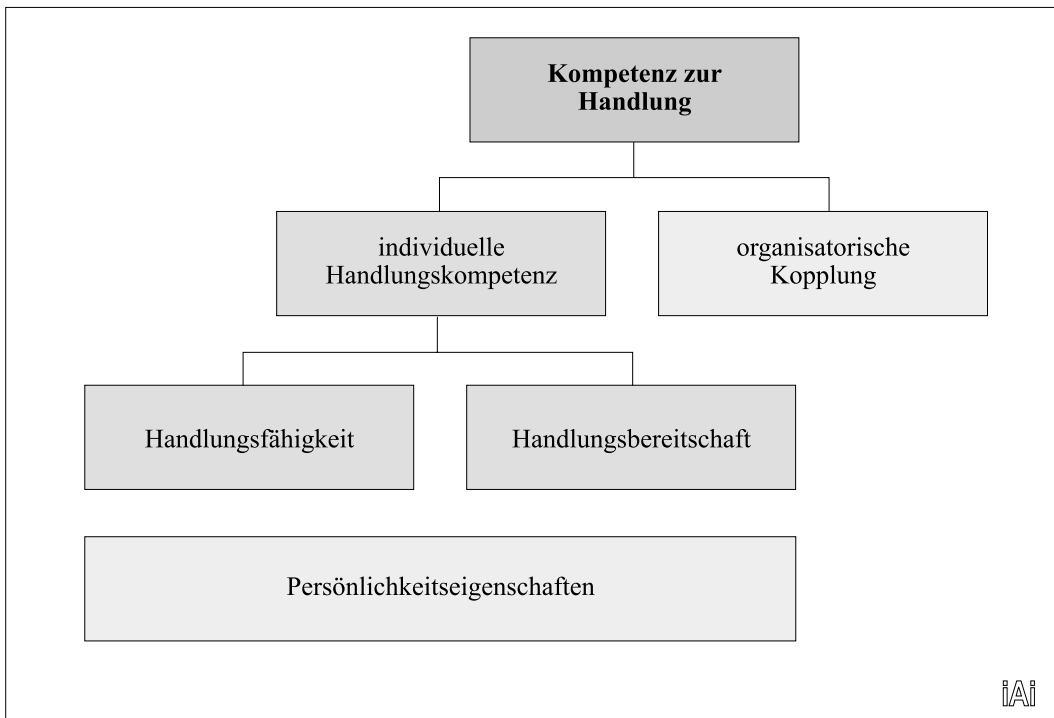 Kompetenz zur
Handlung
individuelle
Handlungskompetenz
organisatorische
Kopplung
Handlungsfähigkeit
Handlungsbereitschaft
Persönlichkeitseigenschaften
iAi